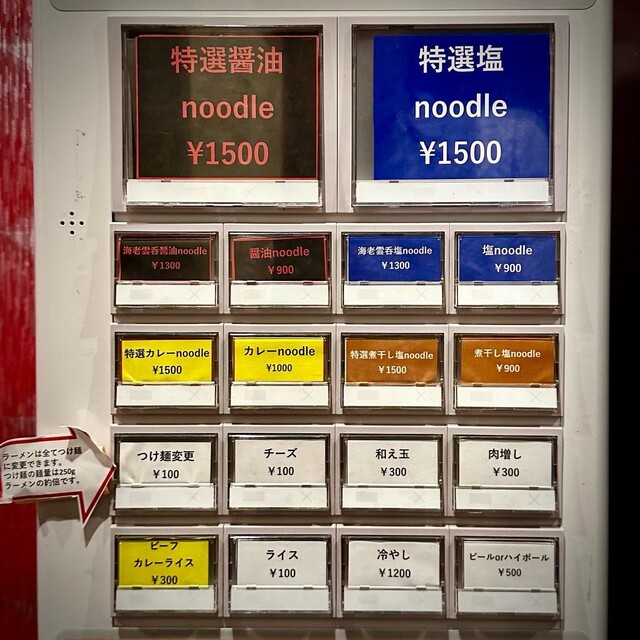 特選醤油
noodle
¥1500
特選塩
noodle
¥1500
海老雲呑醤油noodle
¥1300
醤油noodle
¥900
海老雲呑塩noodle
¥1300
塩noodle
¥900
特選カレーnoodle
¥1500
カレーnoodle
¥1000
特選煮干し塩noodle
¥1500
煮干し塩noodle
¥900
ラーメンは全てつけ麺
に変更できます。
つけ麺の麺量は250g
ラーメンの約倍です。
つけ麺変更
¥100
チーズ
¥100
和え玉
¥300
肉増し
¥300
ビーフ
カレーライス
¥300
ライス
¥100
冷やし
¥1200
ビールorハイボール
¥500